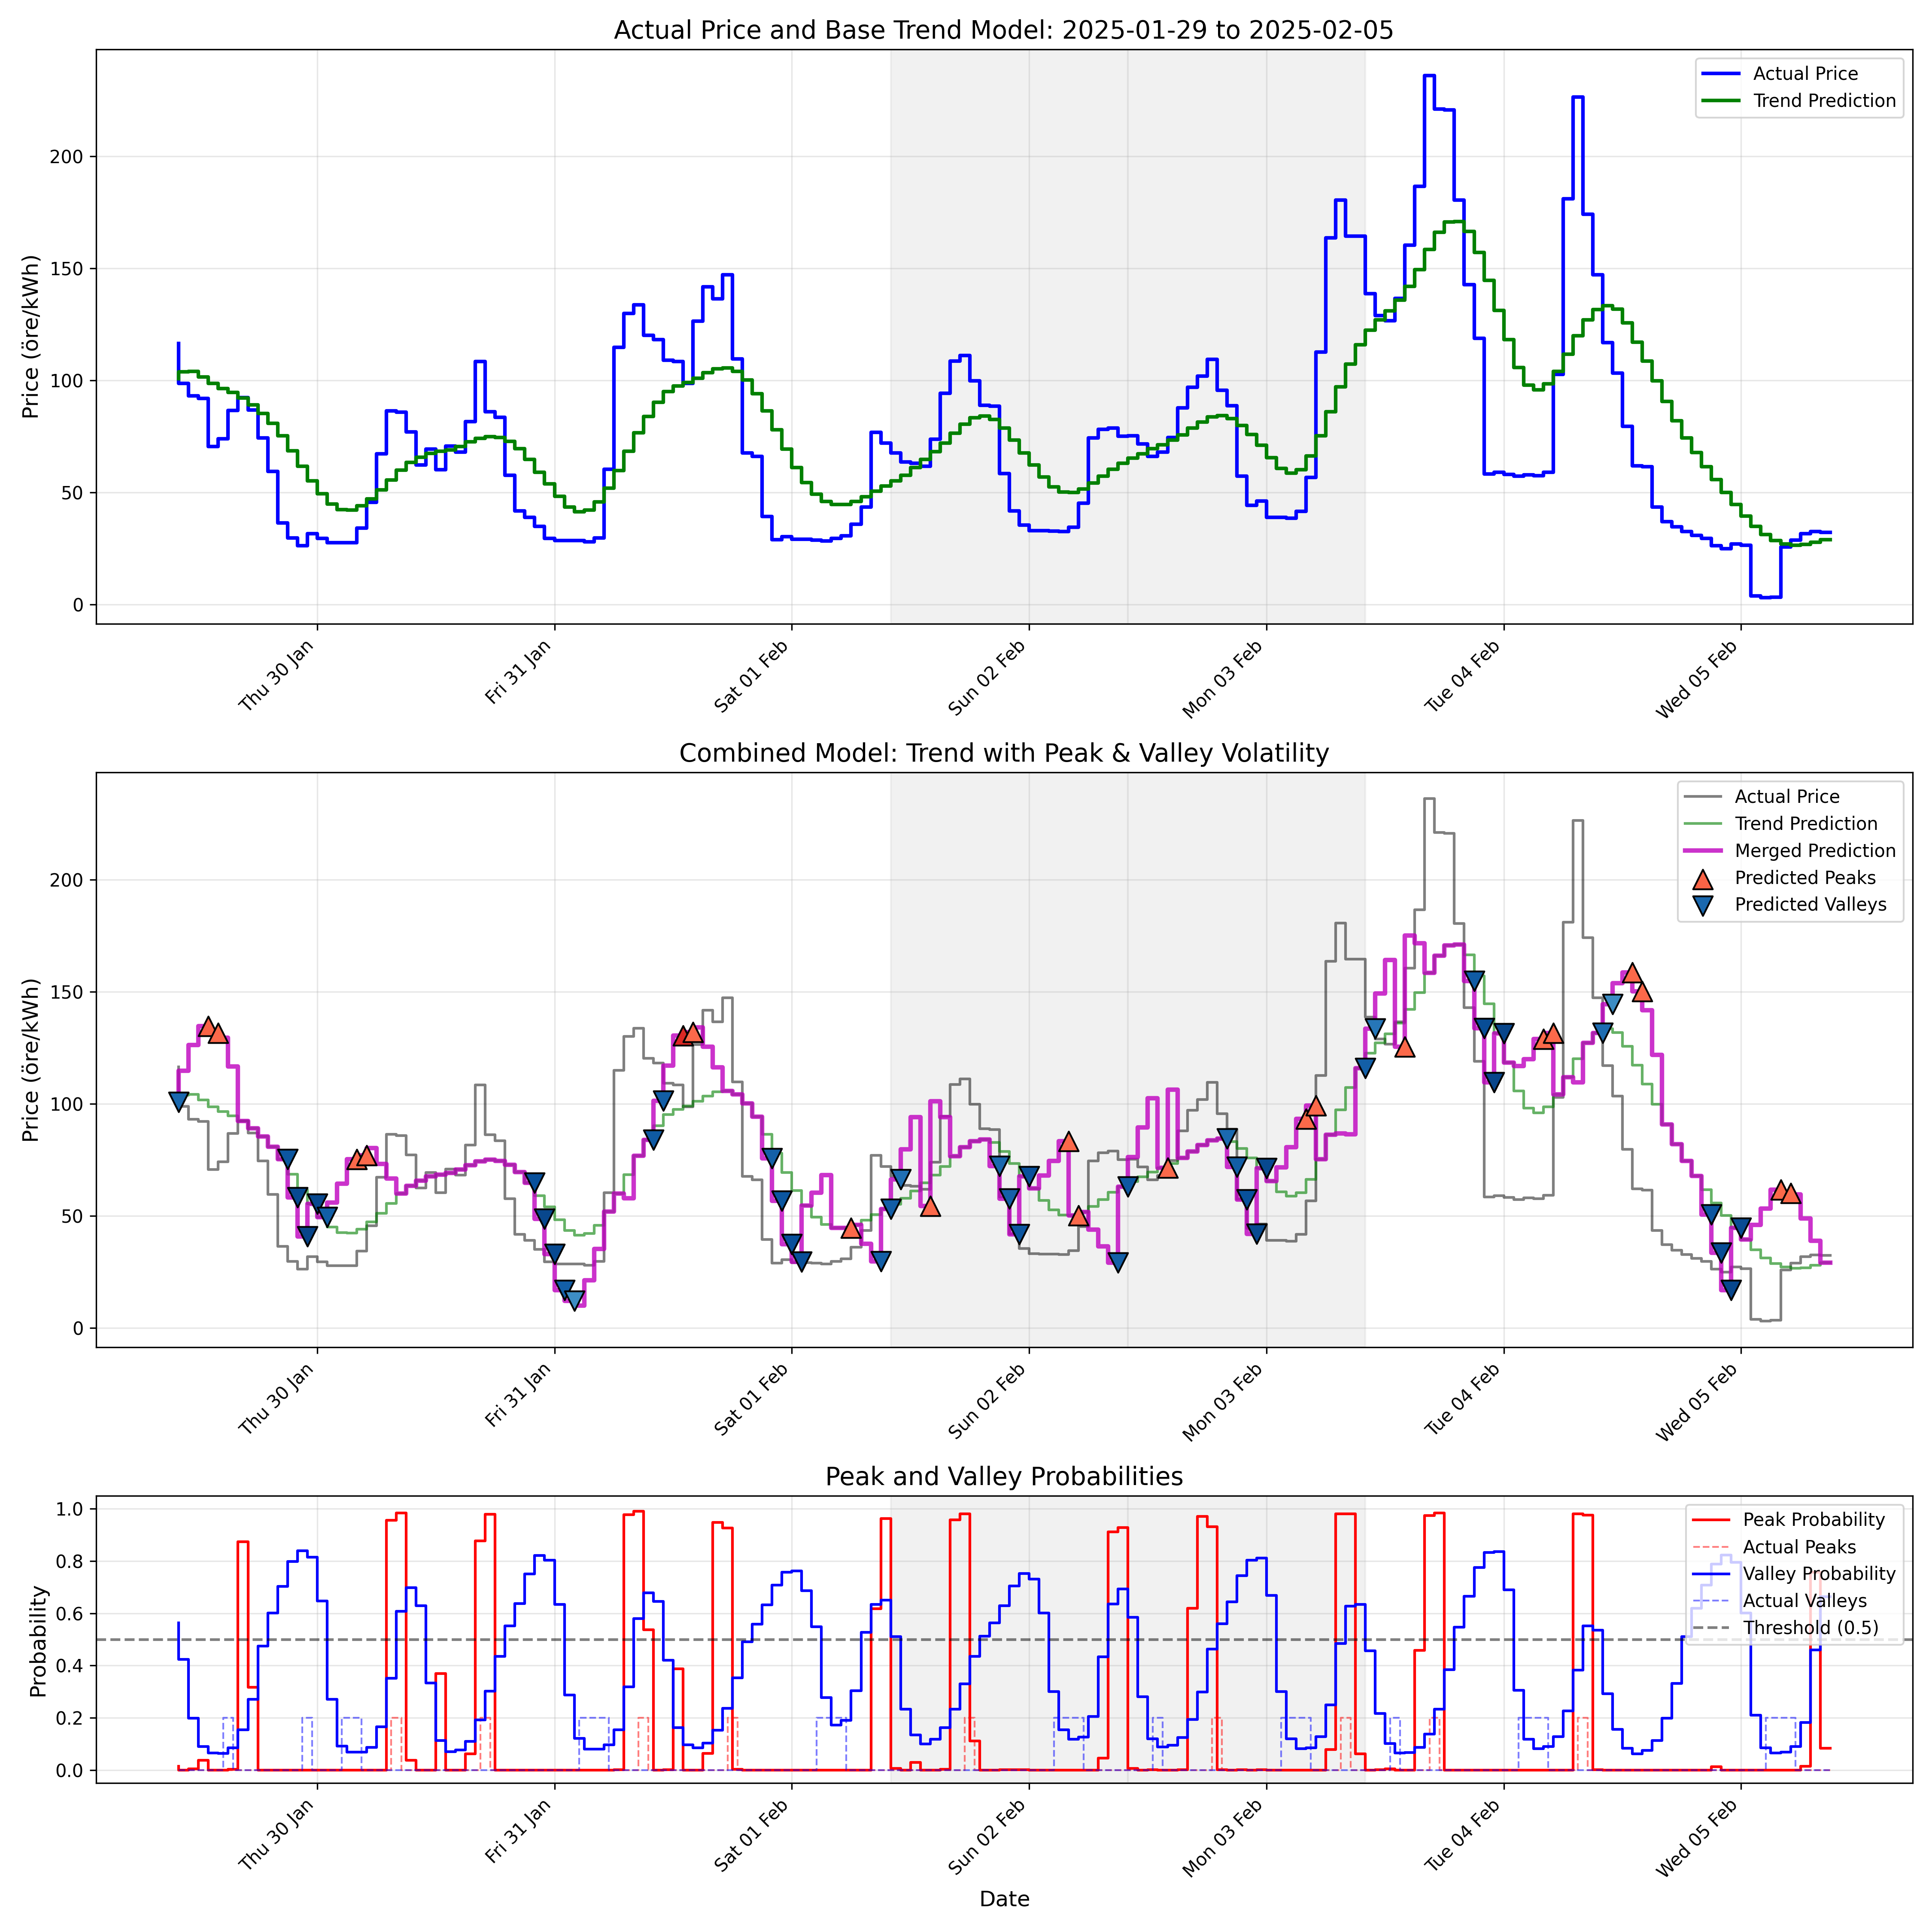 Actual Price and Base Trend Model: 2025-01-29 to 2025-02-05
Price (öre/kWh)
200
150
100
50
0
Actual Price
Trend Prediction
Thu 30 Jan
Fri 31 Jan
Sat 01 Feb
Sun 02 Feb
Mon 03 Feb
Tue 04 Feb
Wed 05 Feb
Combined Model: Trend with Peak & Valley Volatility
Price (öre/kWh)
200
150
100
50
0
Actual Price
Trend Prediction
Merged Prediction
Predicted Peaks
Predicted Valleys
Thu 30 Jan
Fri 31 Jan
Sat 01 Feb
Sun 02 Feb
Mon 03 Feb
Tue 04 Feb
Wed 05 Feb
Peak and Valley Probabilities
Probability
1.0
0.8
0.6
0.4
0.2
0.0
Peak Probability
Actual Peaks
Valley Probability
Actual Valleys
Threshold (0.5)
Thu 30 Jan
Fri 31 Jan
Sat 01 Feb
Sun 02 Feb
Mon 03 Feb
Tue 04 Feb
Wed 05 Feb
Date